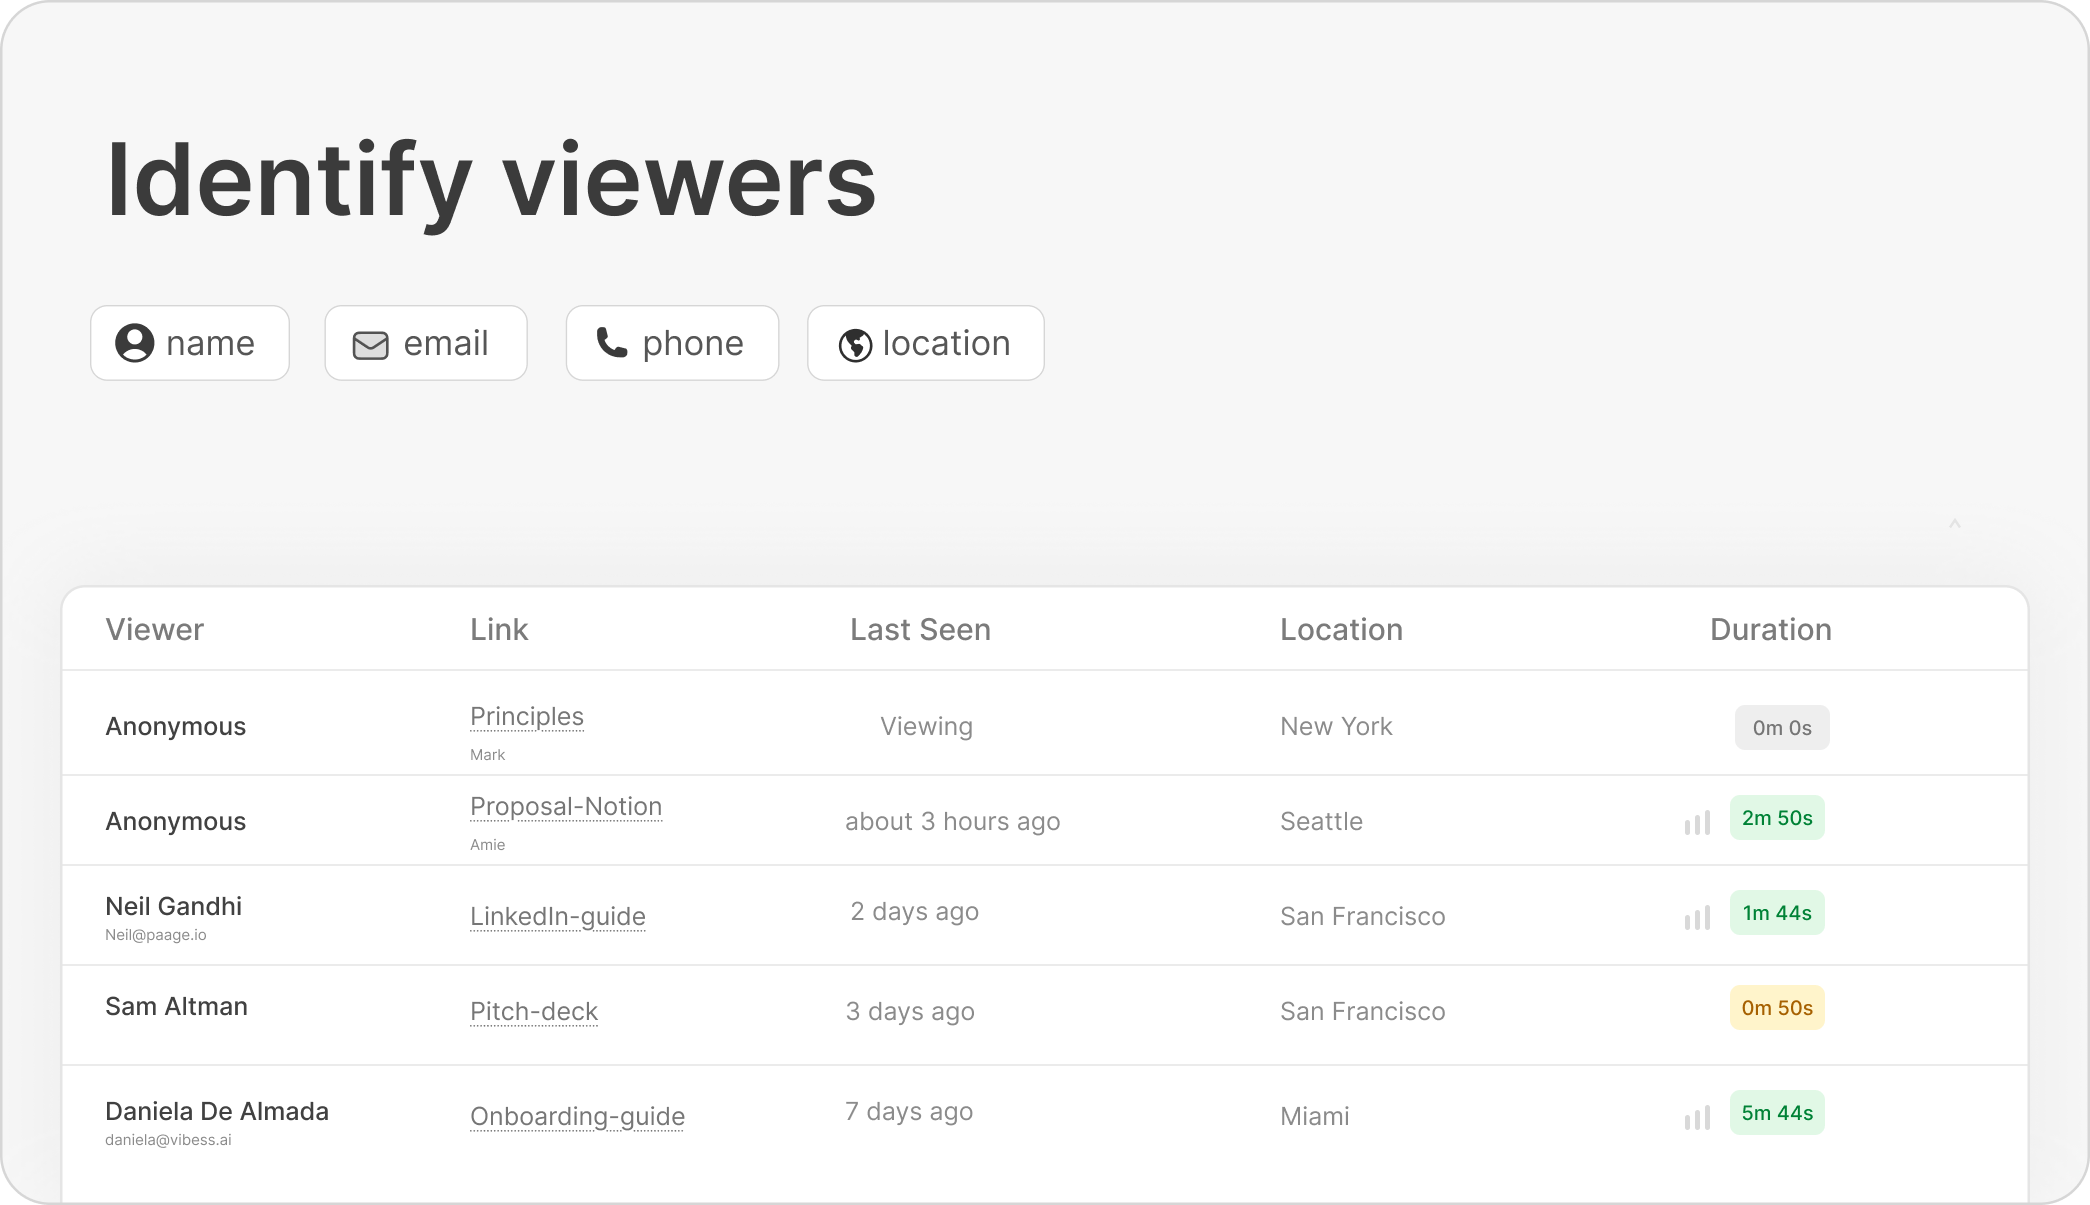 Identify viewers
name email phone location
Viewer Link Last Seen Location Duration
Anonymous Principles Viewing New York 0m 0s
Mark
Anonymous Proposal-Notion about 3 hours ago Seattle 2m 50s
Amie
Neil Gandhi LinkedIn-guide 2 days ago San Francisco 1m 44s
Neil@paage.io
Sam Altman Pitch-deck 3 days ago San Francisco 0m 50s
Daniela De Almada Onboarding-guide 7 days ago Miami 5m 44s
daniela@vibess.ai